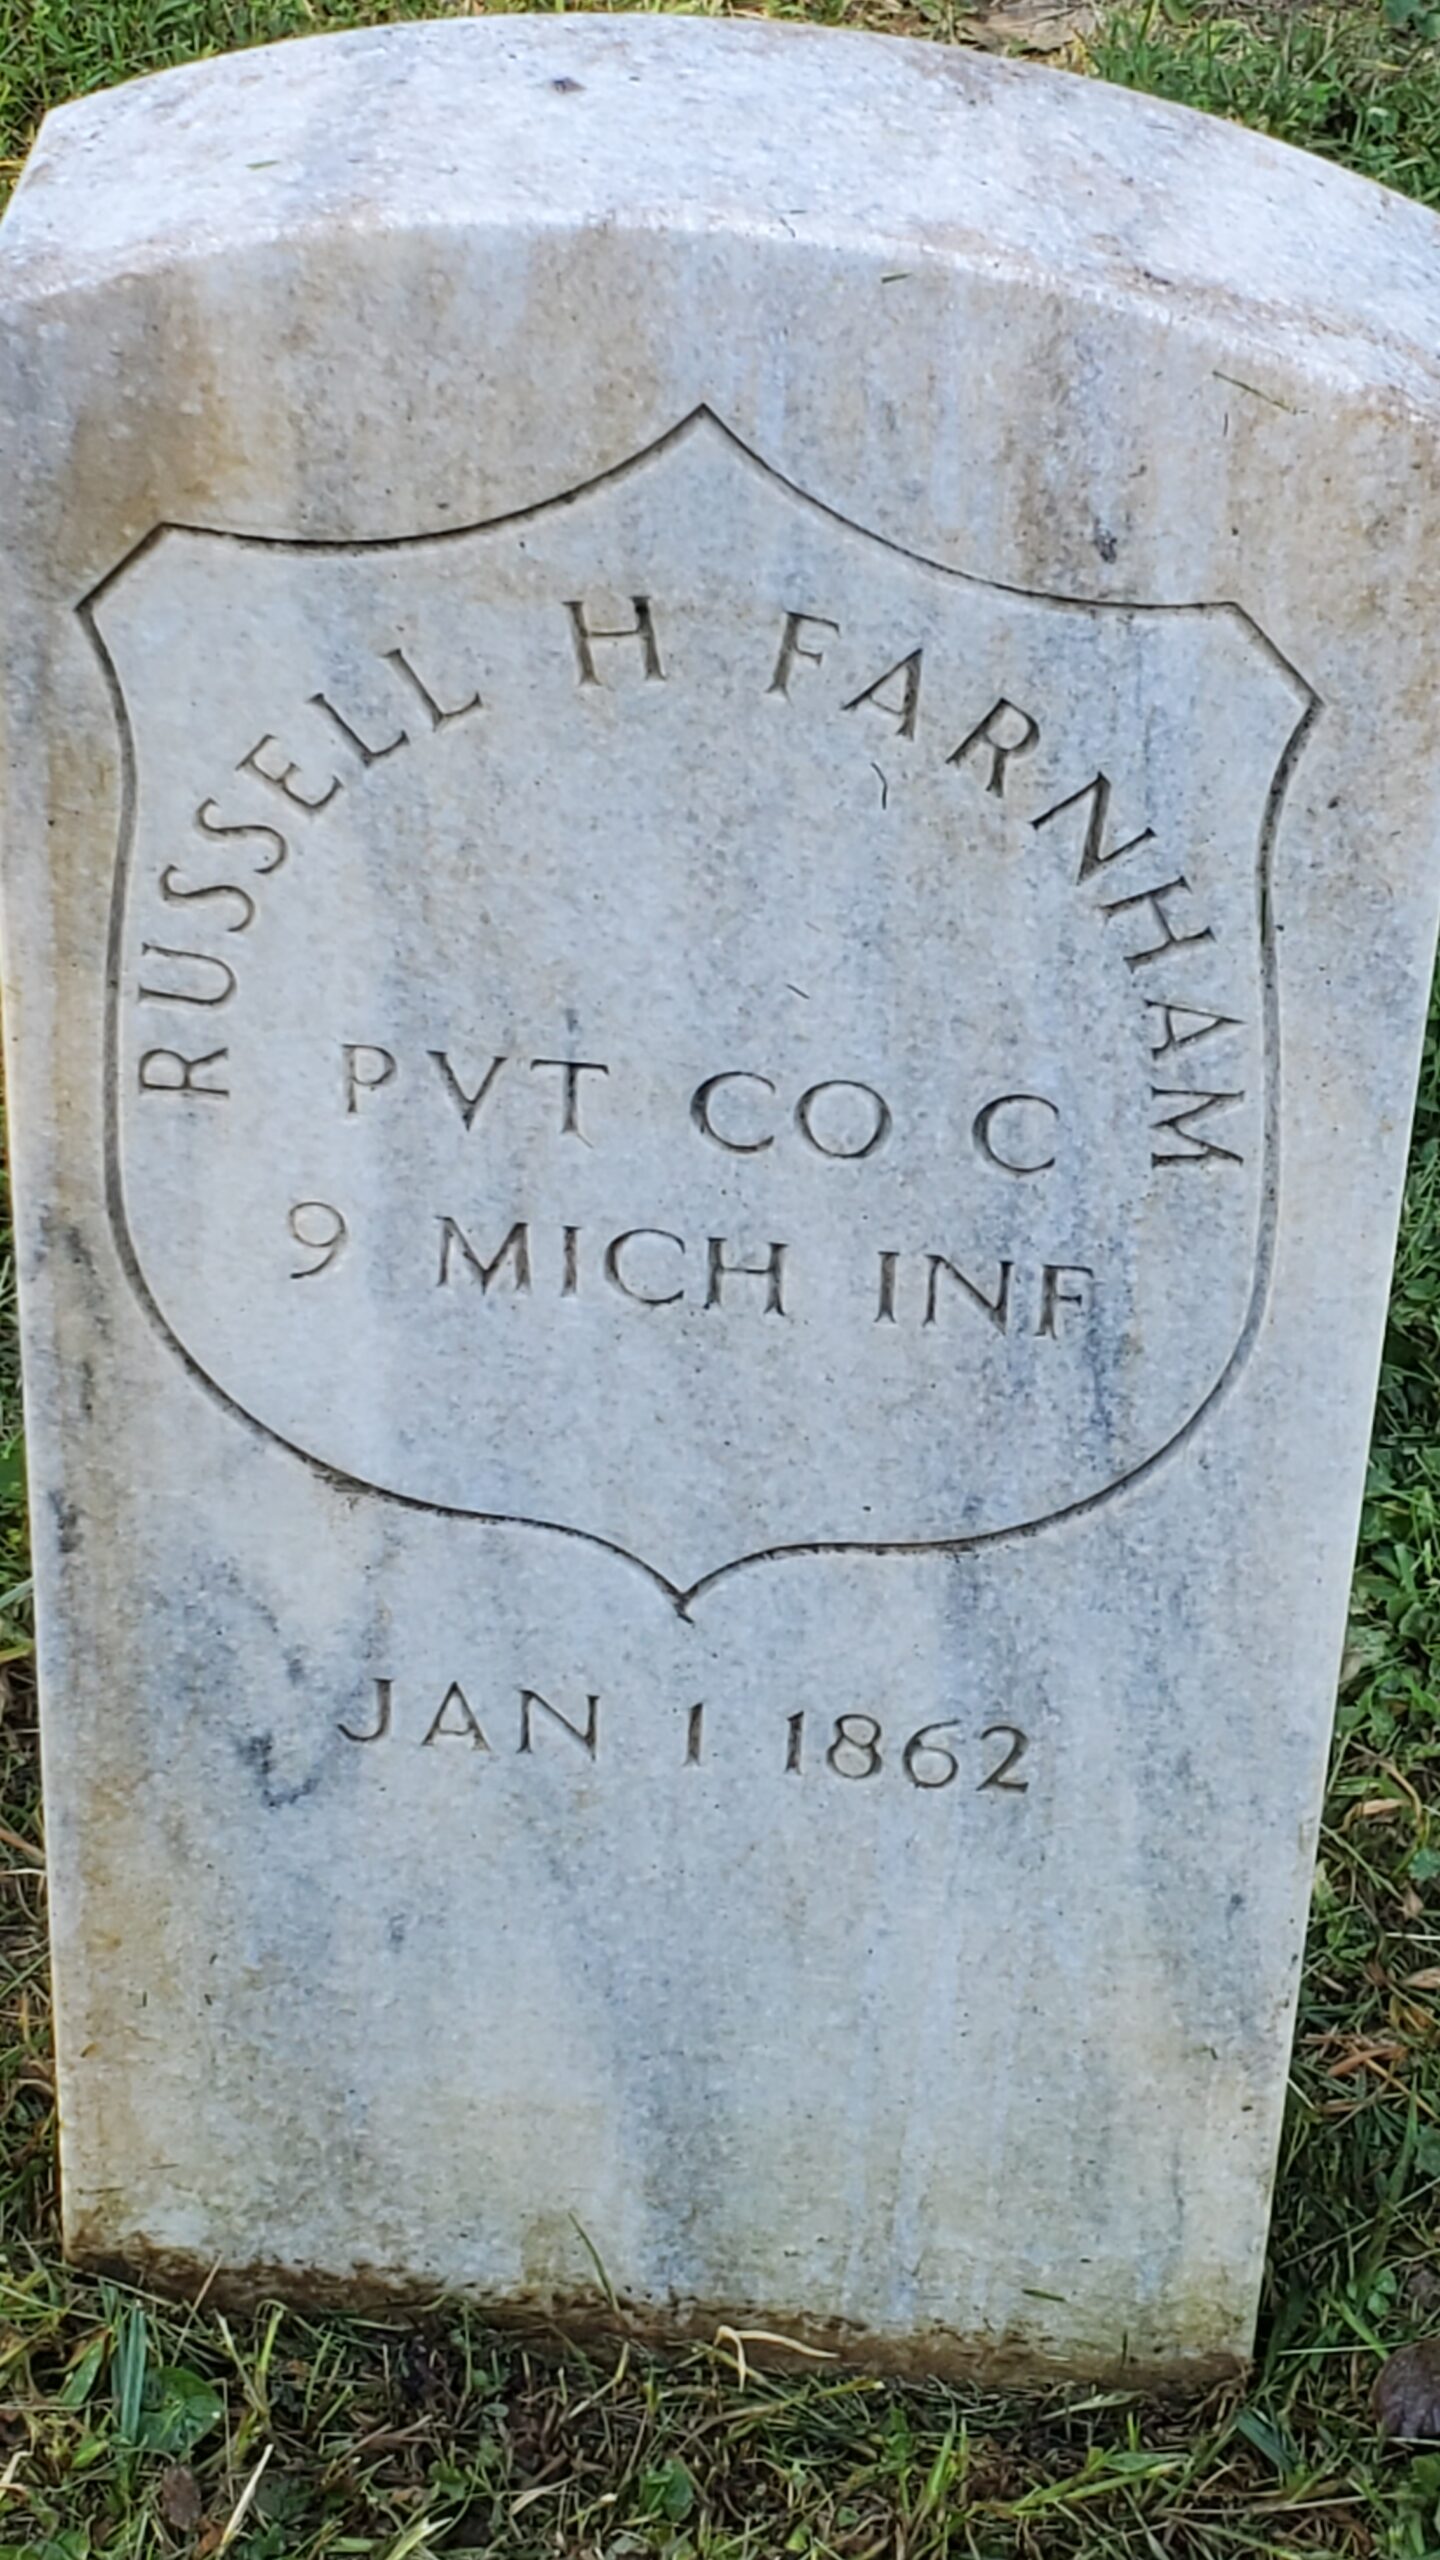 RUSSELL H FARNHAM
PVT CO C
9 MICH INF
JAN 1 1862